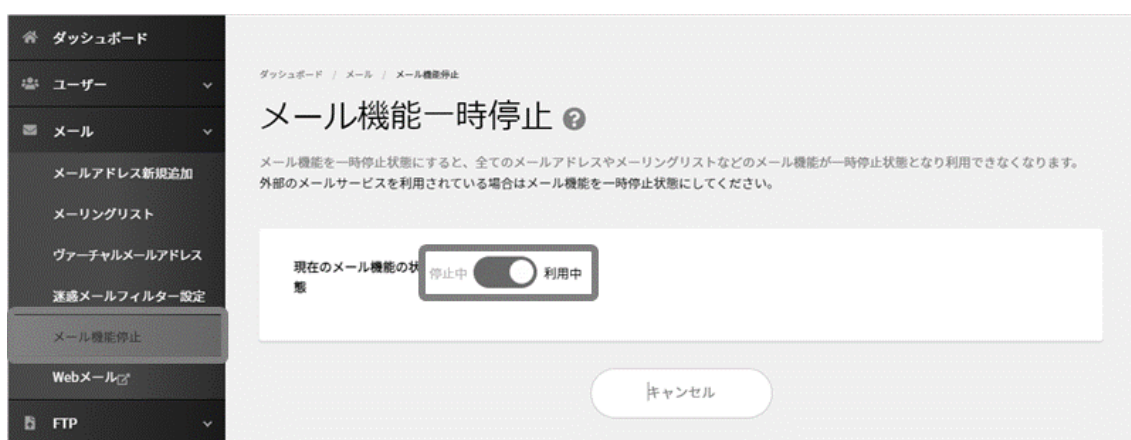 ダッシュボード
ユーザー
メール
メールアドレス新規追加
メーリングリスト
ヴァーチャルメールアドレス
迷惑メールフィルター設定
メール機能停止
Webメール
FTP
ダッシュボード / メール / メール機能停止
メール機能一時停止 ?
メール機能を一時停止状態にすると、全てのメールアドレスやメーリングリストなどのメール機能が一時停止状態となり利用できなくなります。
外部のメールサービスを利用されている場合はメール機能を一時停止状態にしてください。
現在のメール機能の状
態
停止中 利用中
キャンセル